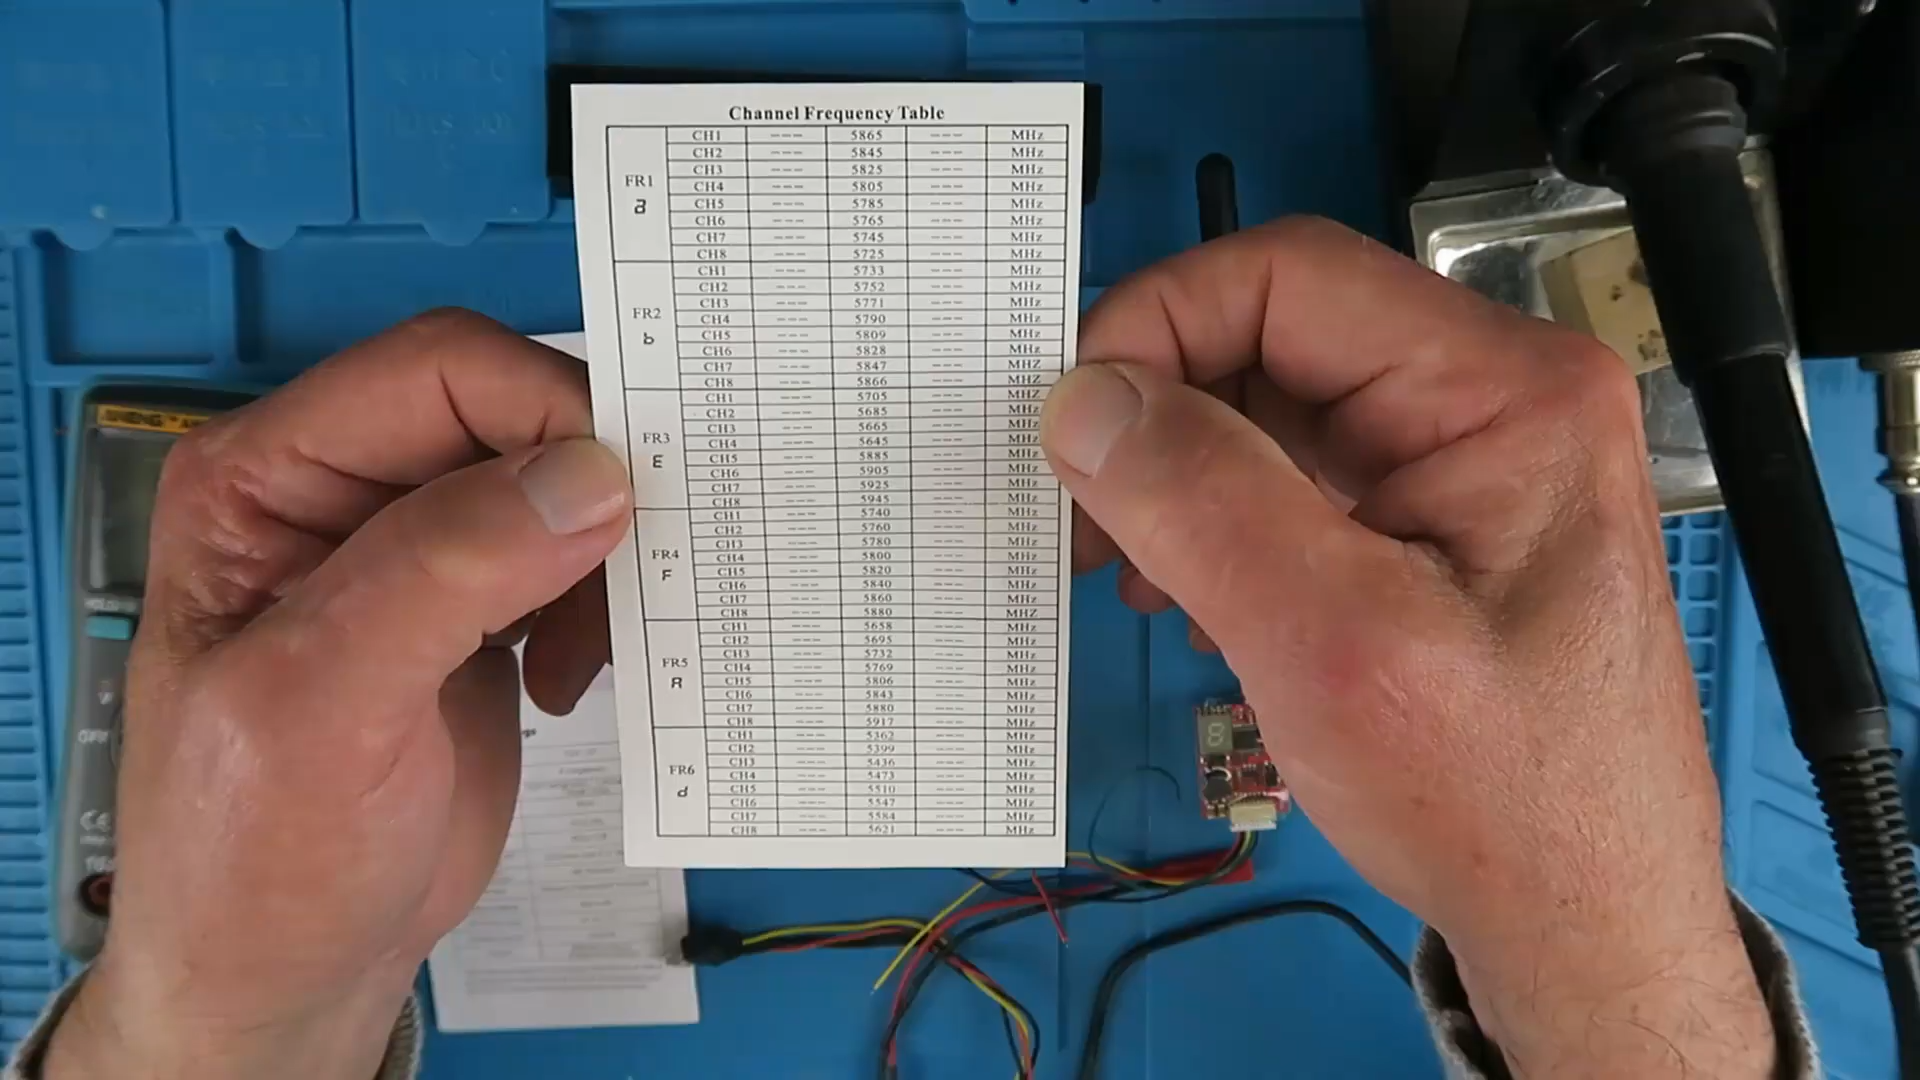 Channel Frequency Table
FR1
a
CH1 --- 5865 --- MHz
CH2 --- 5845 --- MHz
CH3 --- 5825 --- MHz
CH4 --- 5805 --- MHz
CH5 --- 5785 --- MHz
CH6 --- 5765 --- MHz
CH7 --- 5745 --- MHz
CH8 --- 5725 --- MHz
FR2
b
CH1 --- 5733 --- MHz
CH2 --- 5752 --- MHz
CH3 --- 5771 --- MHz
CH4 --- 5790 --- MHz
CH5 --- 5809 --- MHz
CH6 --- 5828 --- MHz
CH7 --- 5847 --- MHZ
CH8 --- 5866 --- MHZ
FR3
E
CH1 --- 5705 --- MHZ
CH2 --- 5685 --- MHz
CH3 --- 5665 --- MHz
CH4 --- 5645 --- MHz
CH5 --- 5885 --- MHz
CH6 --- 5905 --- MHz
CH7 --- 5925 --- MHz
CH8 --- 5945 --- MHz
FR4
F
CH1 --- 5740 --- MHz
CH2 --- 5760 --- MHz
CH3 --- 5780 --- MHz
CH4 --- 5800 --- MHz
CH5 --- 5820 --- MHz
CH6 --- 5840 --- MHz
CH7 --- 5860 --- MHz
CH8 --- 5880 --- MHZ
FR5
R
CH1 --- 5658 --- MHz
CH2 --- 5695 --- MHz
CH3 --- 5732 --- MHz
CH4 --- 5769 --- MHz
CH5 --- 5806 --- MHz
CH6 --- 5843 --- MHz
CH7 --- 5880 --- MHz
CH8 --- 5917 --- MHz
FR6
d
CH1 --- 5362 --- MHz
CH2 --- 5399 --- MHz
CH3 --- 5436 --- MHz
CH4 --- 5473 --- MHz
CH5 --- 5510 --- MHz
CH6 --- 5547 --- MHz
CH7 --- 5584 --- MHz
CH8 --- 5621 --- MHz
OFF
CE